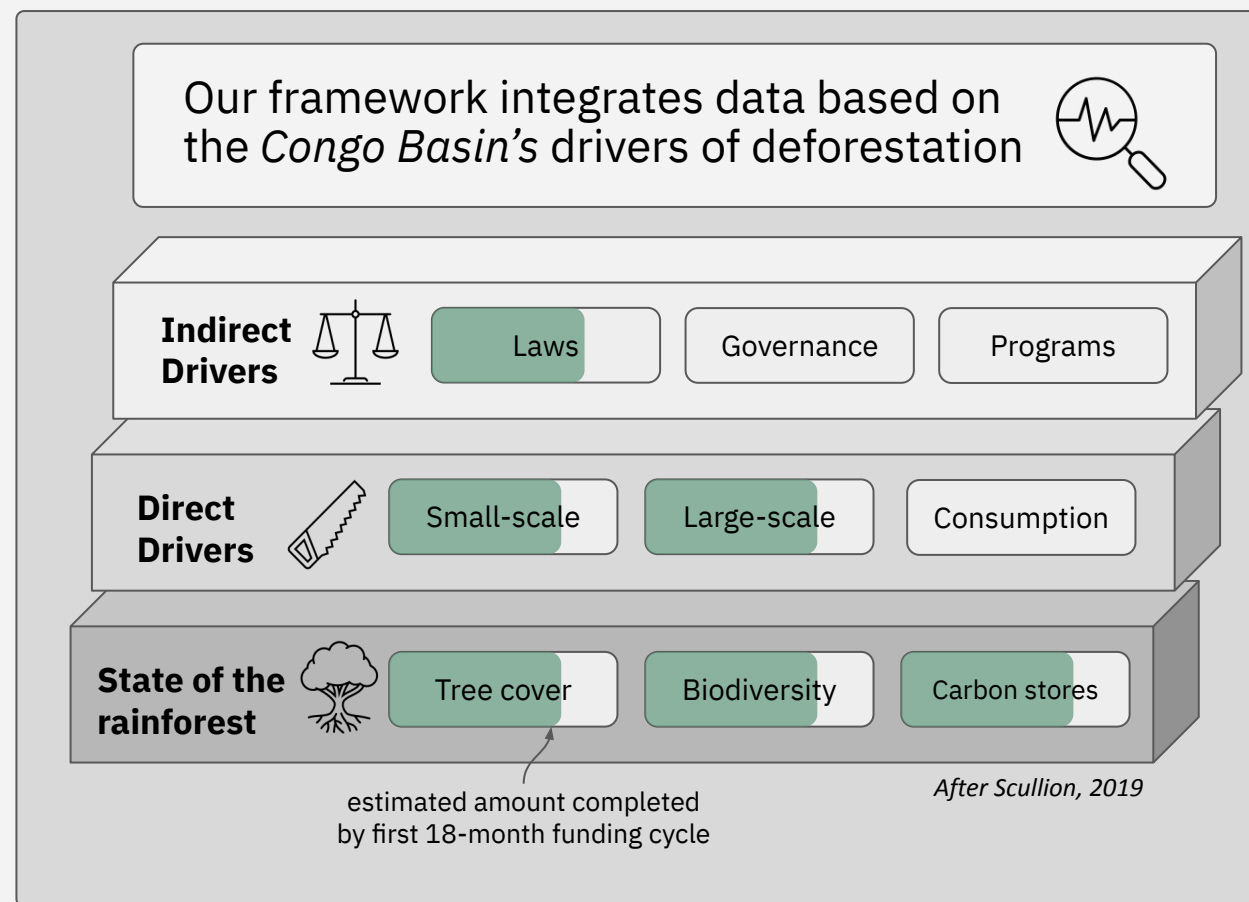 Our framework integrates data based on
the Congo Basin's drivers of deforestation
Indirect
Drivers
Laws
Governance
Programs
Direct
Drivers
Small-scale
Large-scale
Consumption
State of the
rainforest
Tree cover
Biodiversity
Carbon stores
After Scullion, 2019
estimated amount completed
by first 18-month funding cycle